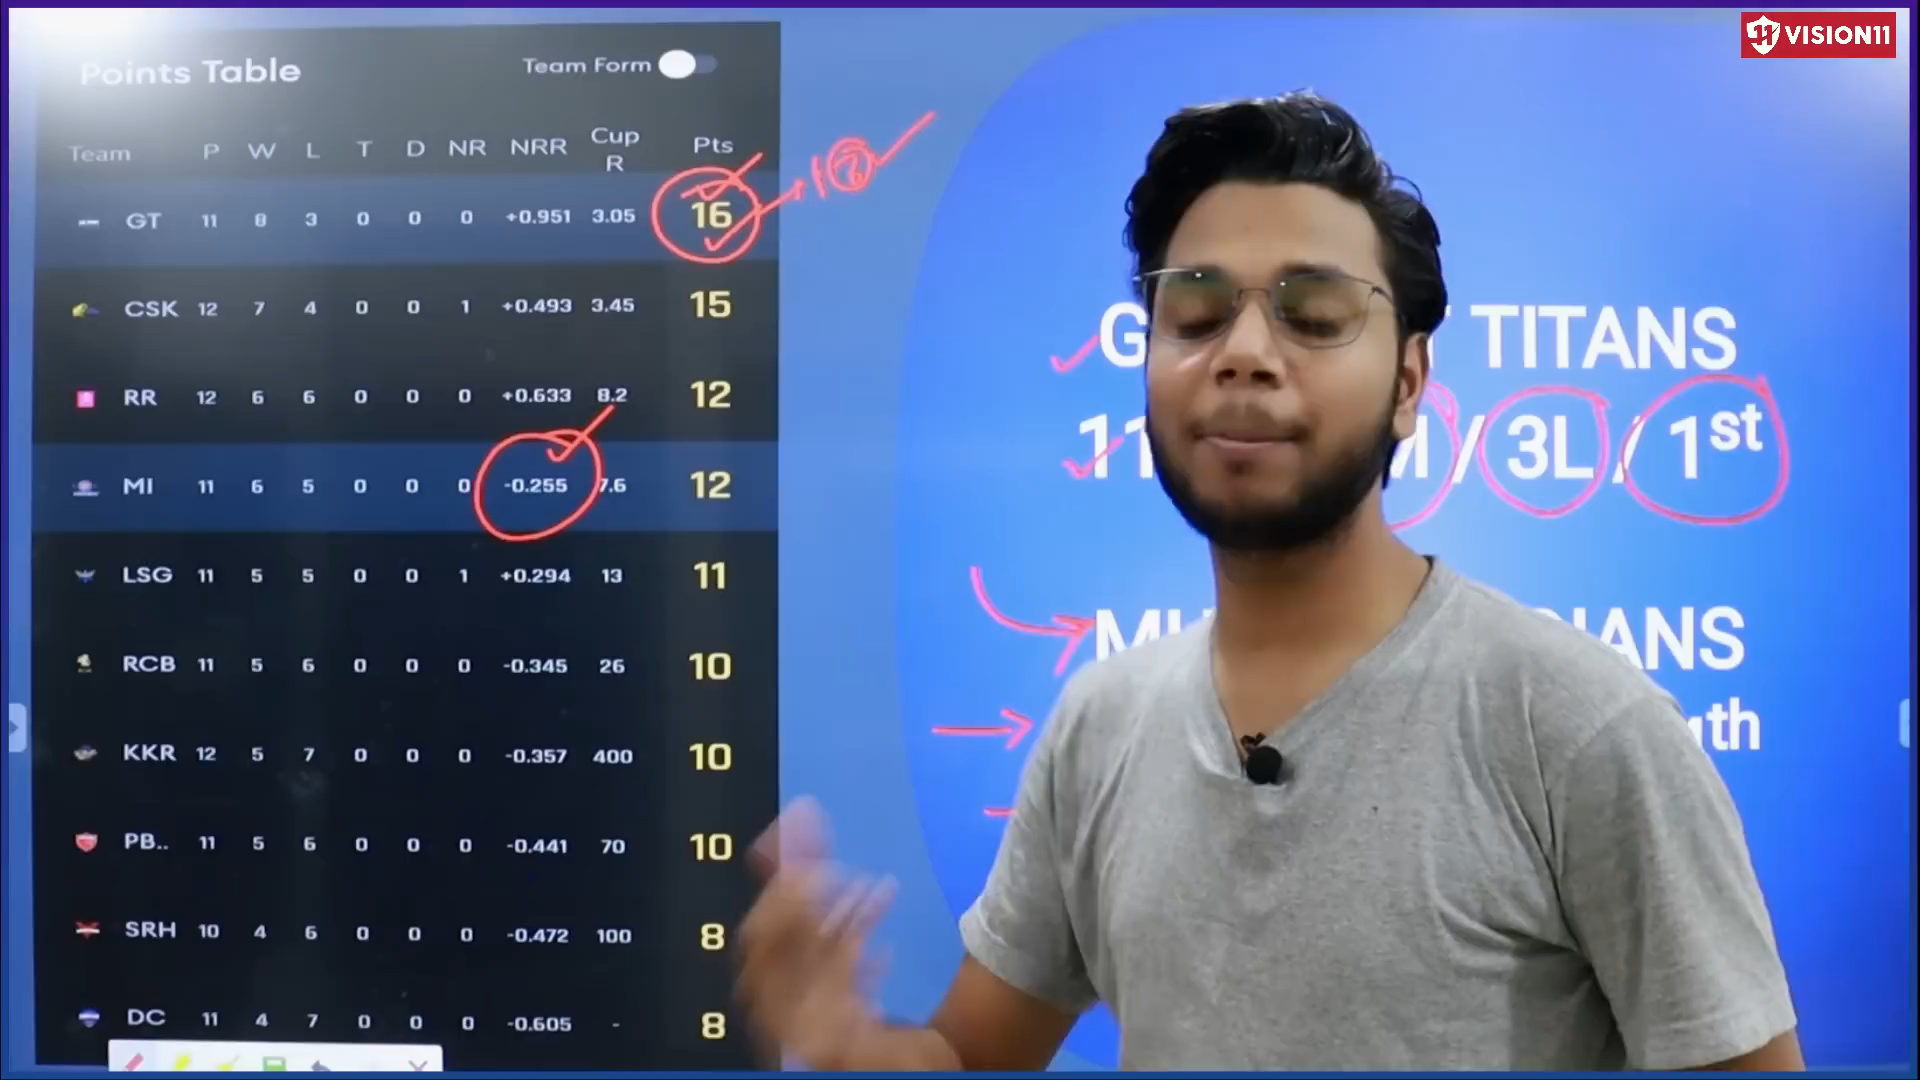 VISION11
Points Table Team Form
Team P W L T D NR NRR Cup R Pts
GT 11 8 3 0 0 0 +0.951 3.05 16
CSK 12 7 4 0 0 1 +0.493 3.45 15
RR 12 6 6 0 0 0 +0.633 8.2 12
MI 11 6 5 0 0 0 -0.255 7.6 12
LSG 11 5 5 0 0 1 +0.294 13 11
RCB 11 5 6 0 0 0 -0.345 26 10
KKR 12 5 7 0 0 0 -0.357 400 10
PB.. 11 5 6 0 0 0 -0.441 70 10
SRH 10 4 6 0 0 0 -0.472 100 8
DC 11 4 7 0 0 0 -0.605 - 8
G TITANS
11 M / 3L / 1st